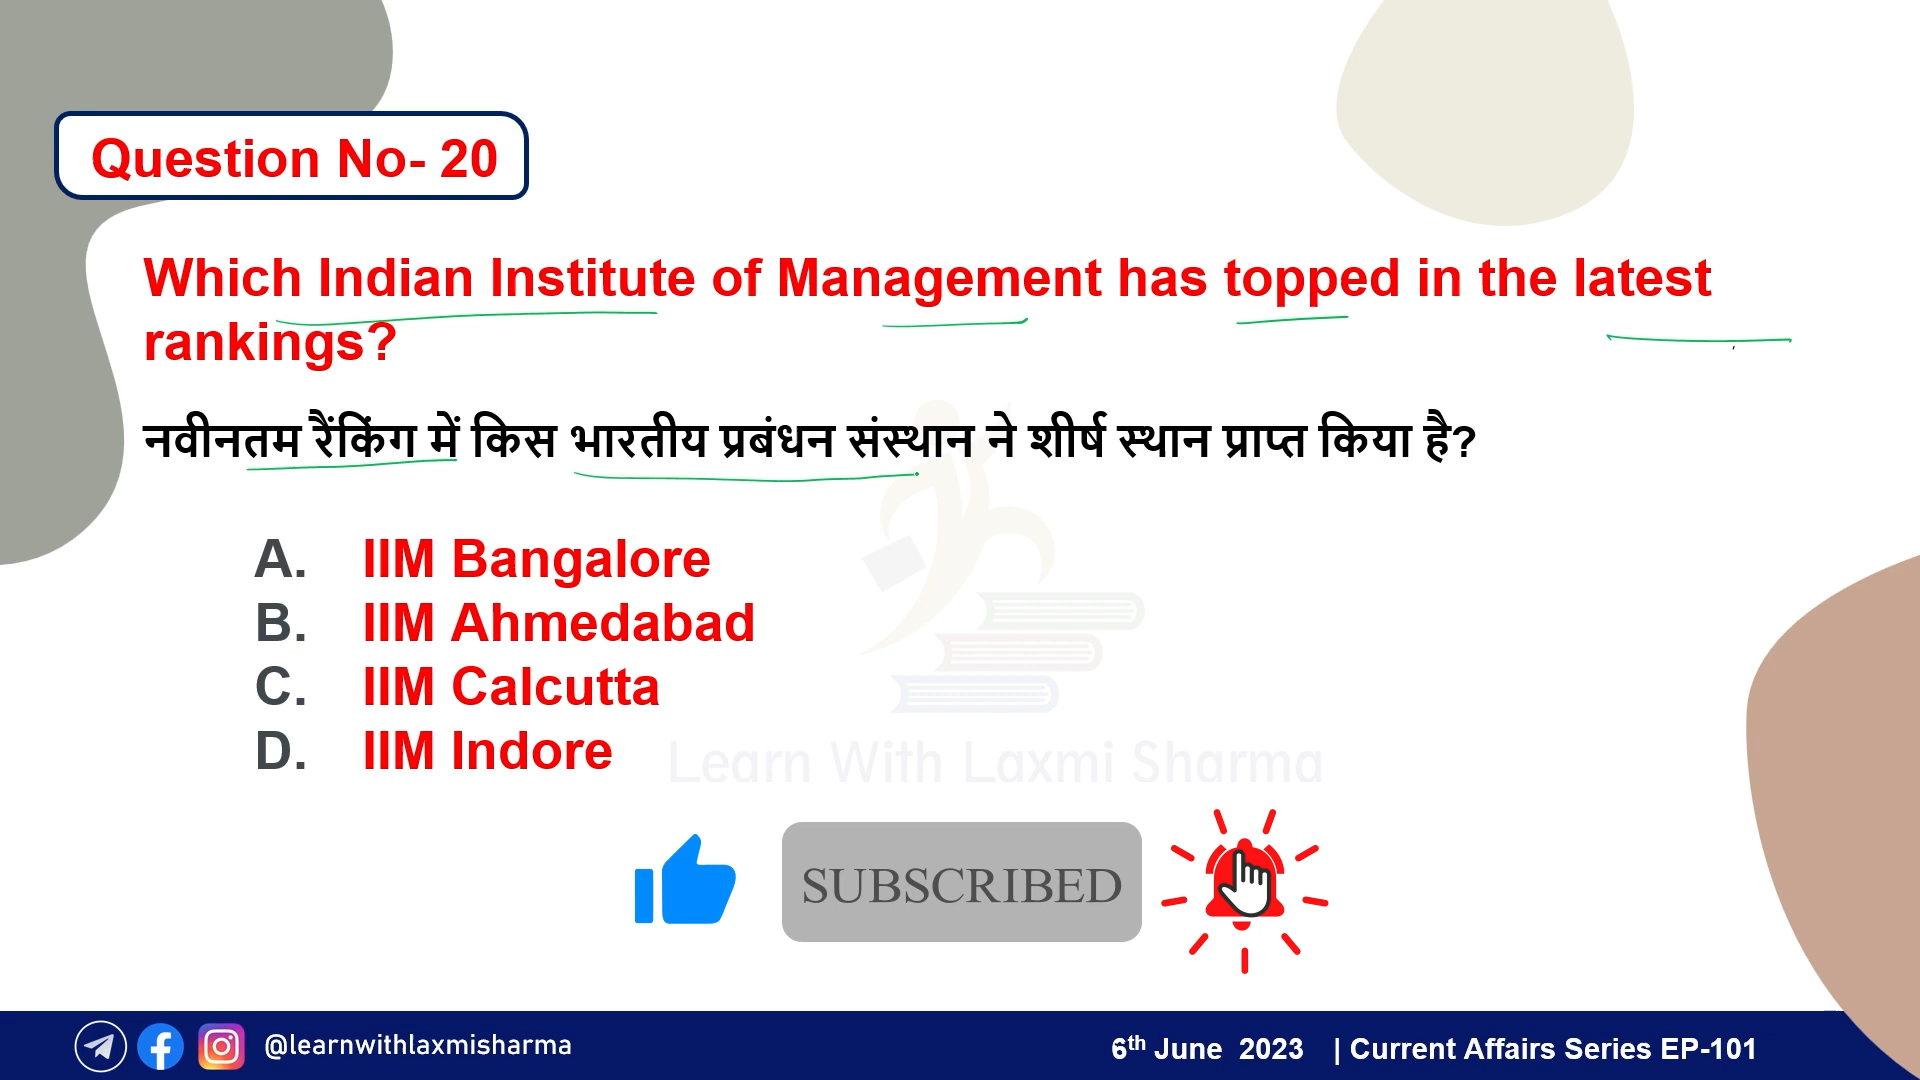 Question No- 20
Which Indian Institute of Management has topped in the latest
rankings?
नवीनतम रैंकिंग में किस भारतीय प्रबंधन संस्थान ने शीर्ष स्थान प्राप्त किया है?
A. IIM Bangalore
B. IIM Ahmedabad
C. IIM Calcutta
D. IIM Indore
Learn With Laxmi Sharma
SUBSCRIBED
@learnwithlaxmisharma
6th June 2023 | Current Affairs Series EP-101